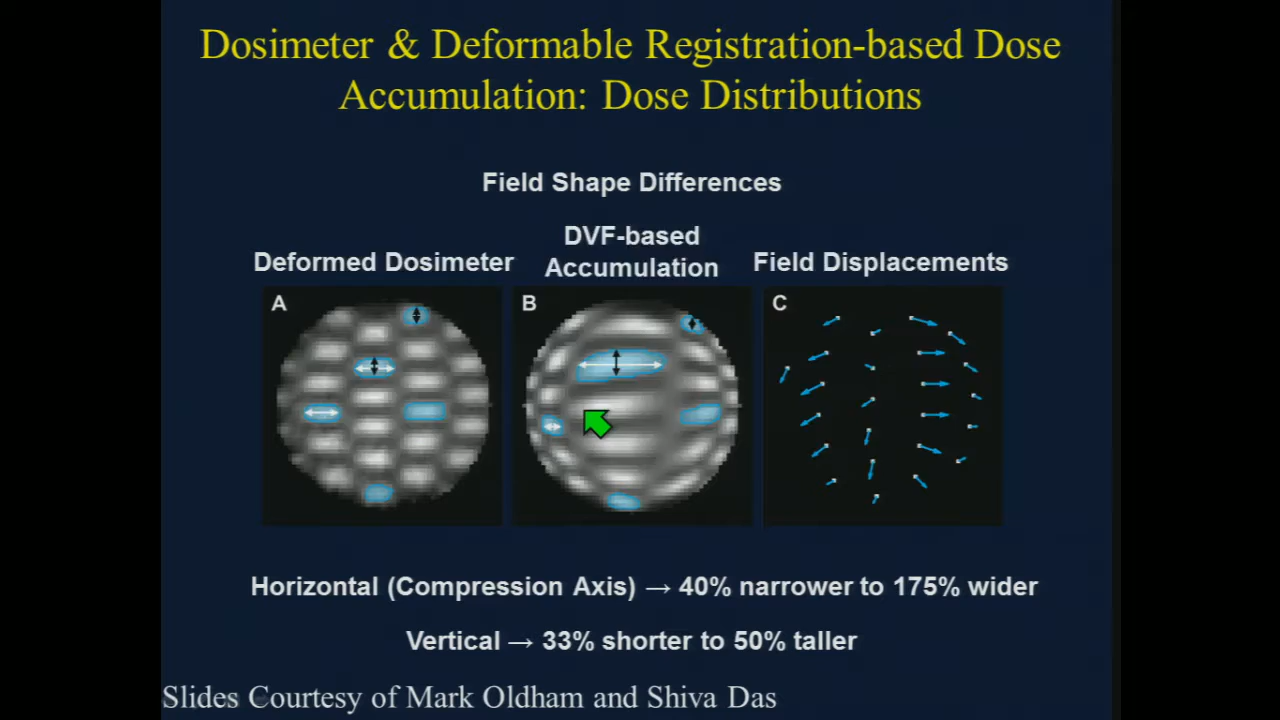 Dosimeter & Deformable Registration-based Dose
Accumulation: Dose Distributions
Field Shape Differences
Deformed Dosimeter
DVF-based
Accumulation
Field Displacements
A
B
C
Horizontal (Compression Axis) → 40% narrower to 175% wider
Vertical → 33% shorter to 50% taller
Slides Courtesy of Mark Oldham and Shiva Das